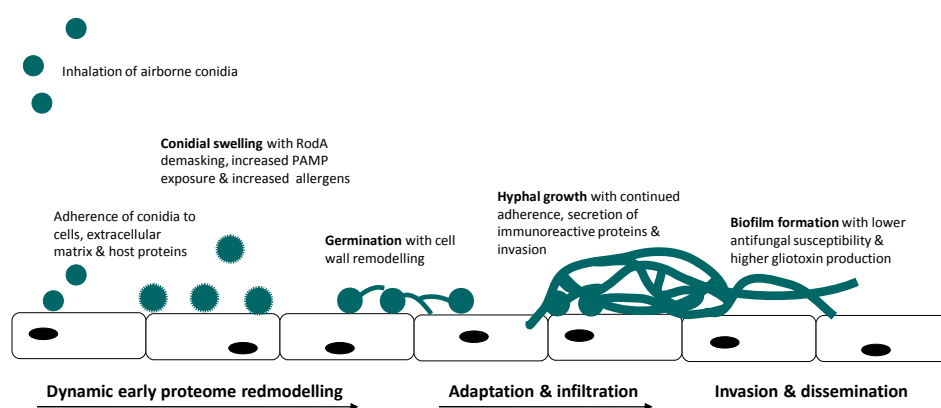 Inhalation of airborne conidia
Conidial swelling with RodA
demasking, increased PAMP
exposure & increased allergens
Adherence of conidia to
cells, extracellular
matrix & host proteins
Germination with cell
wall remodelling
Hyphal growth with continued
adherence, secretion of
immunoreactive proteins &
invasion
Biofilm formation with lower
antifungal susceptibility &
higher gliotoxin production
Dynamic early proteome redmodelling
Adaptation & infiltration
Invasion & dissemination